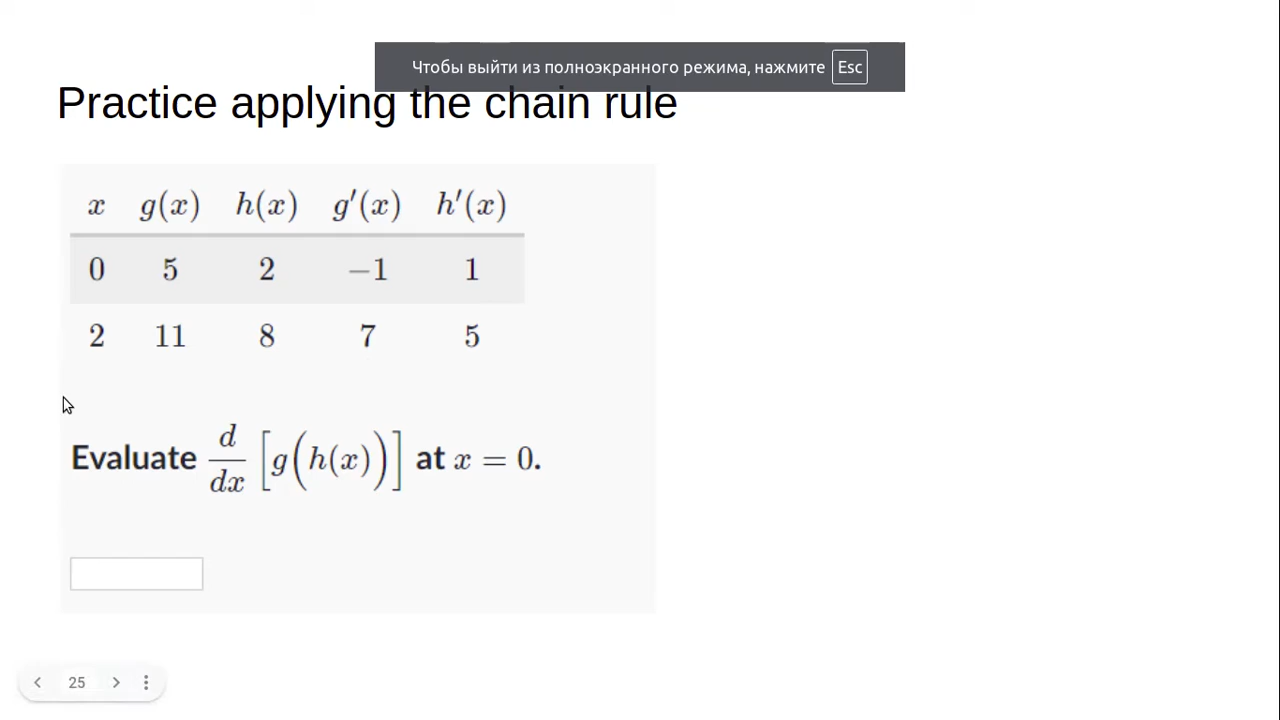 Чтобы выйти из полноэкранного режима, нажмите Esc
Practice applying the chain rule
x g(x) h(x) g′(x) h′(x)
0 5 2 −1 1
2 11 8 7 5
Evaluate d/dx [g(h(x))] at x = 0.
25